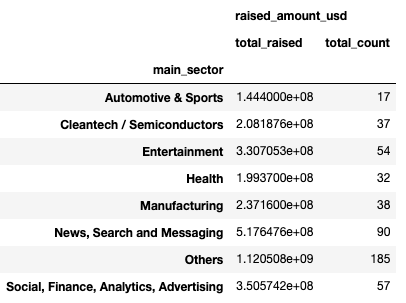 raised_amount_usd
total_raised total_count
main_sector
Automotive & Sports 1.444000e+08 17
Cleantech / Semiconductors 2.081876e+08 37
Entertainment 3.307053e+08 54
Health 1.993700e+08 32
Manufacturing 2.371600e+08 38
News, Search and Messaging 5.176476e+08 90
Others 1.120508e+09 185
Social, Finance, Analytics, Advertising 3.505742e+08 57